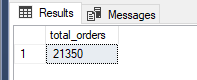 Results Messages
total_orders
1 21350